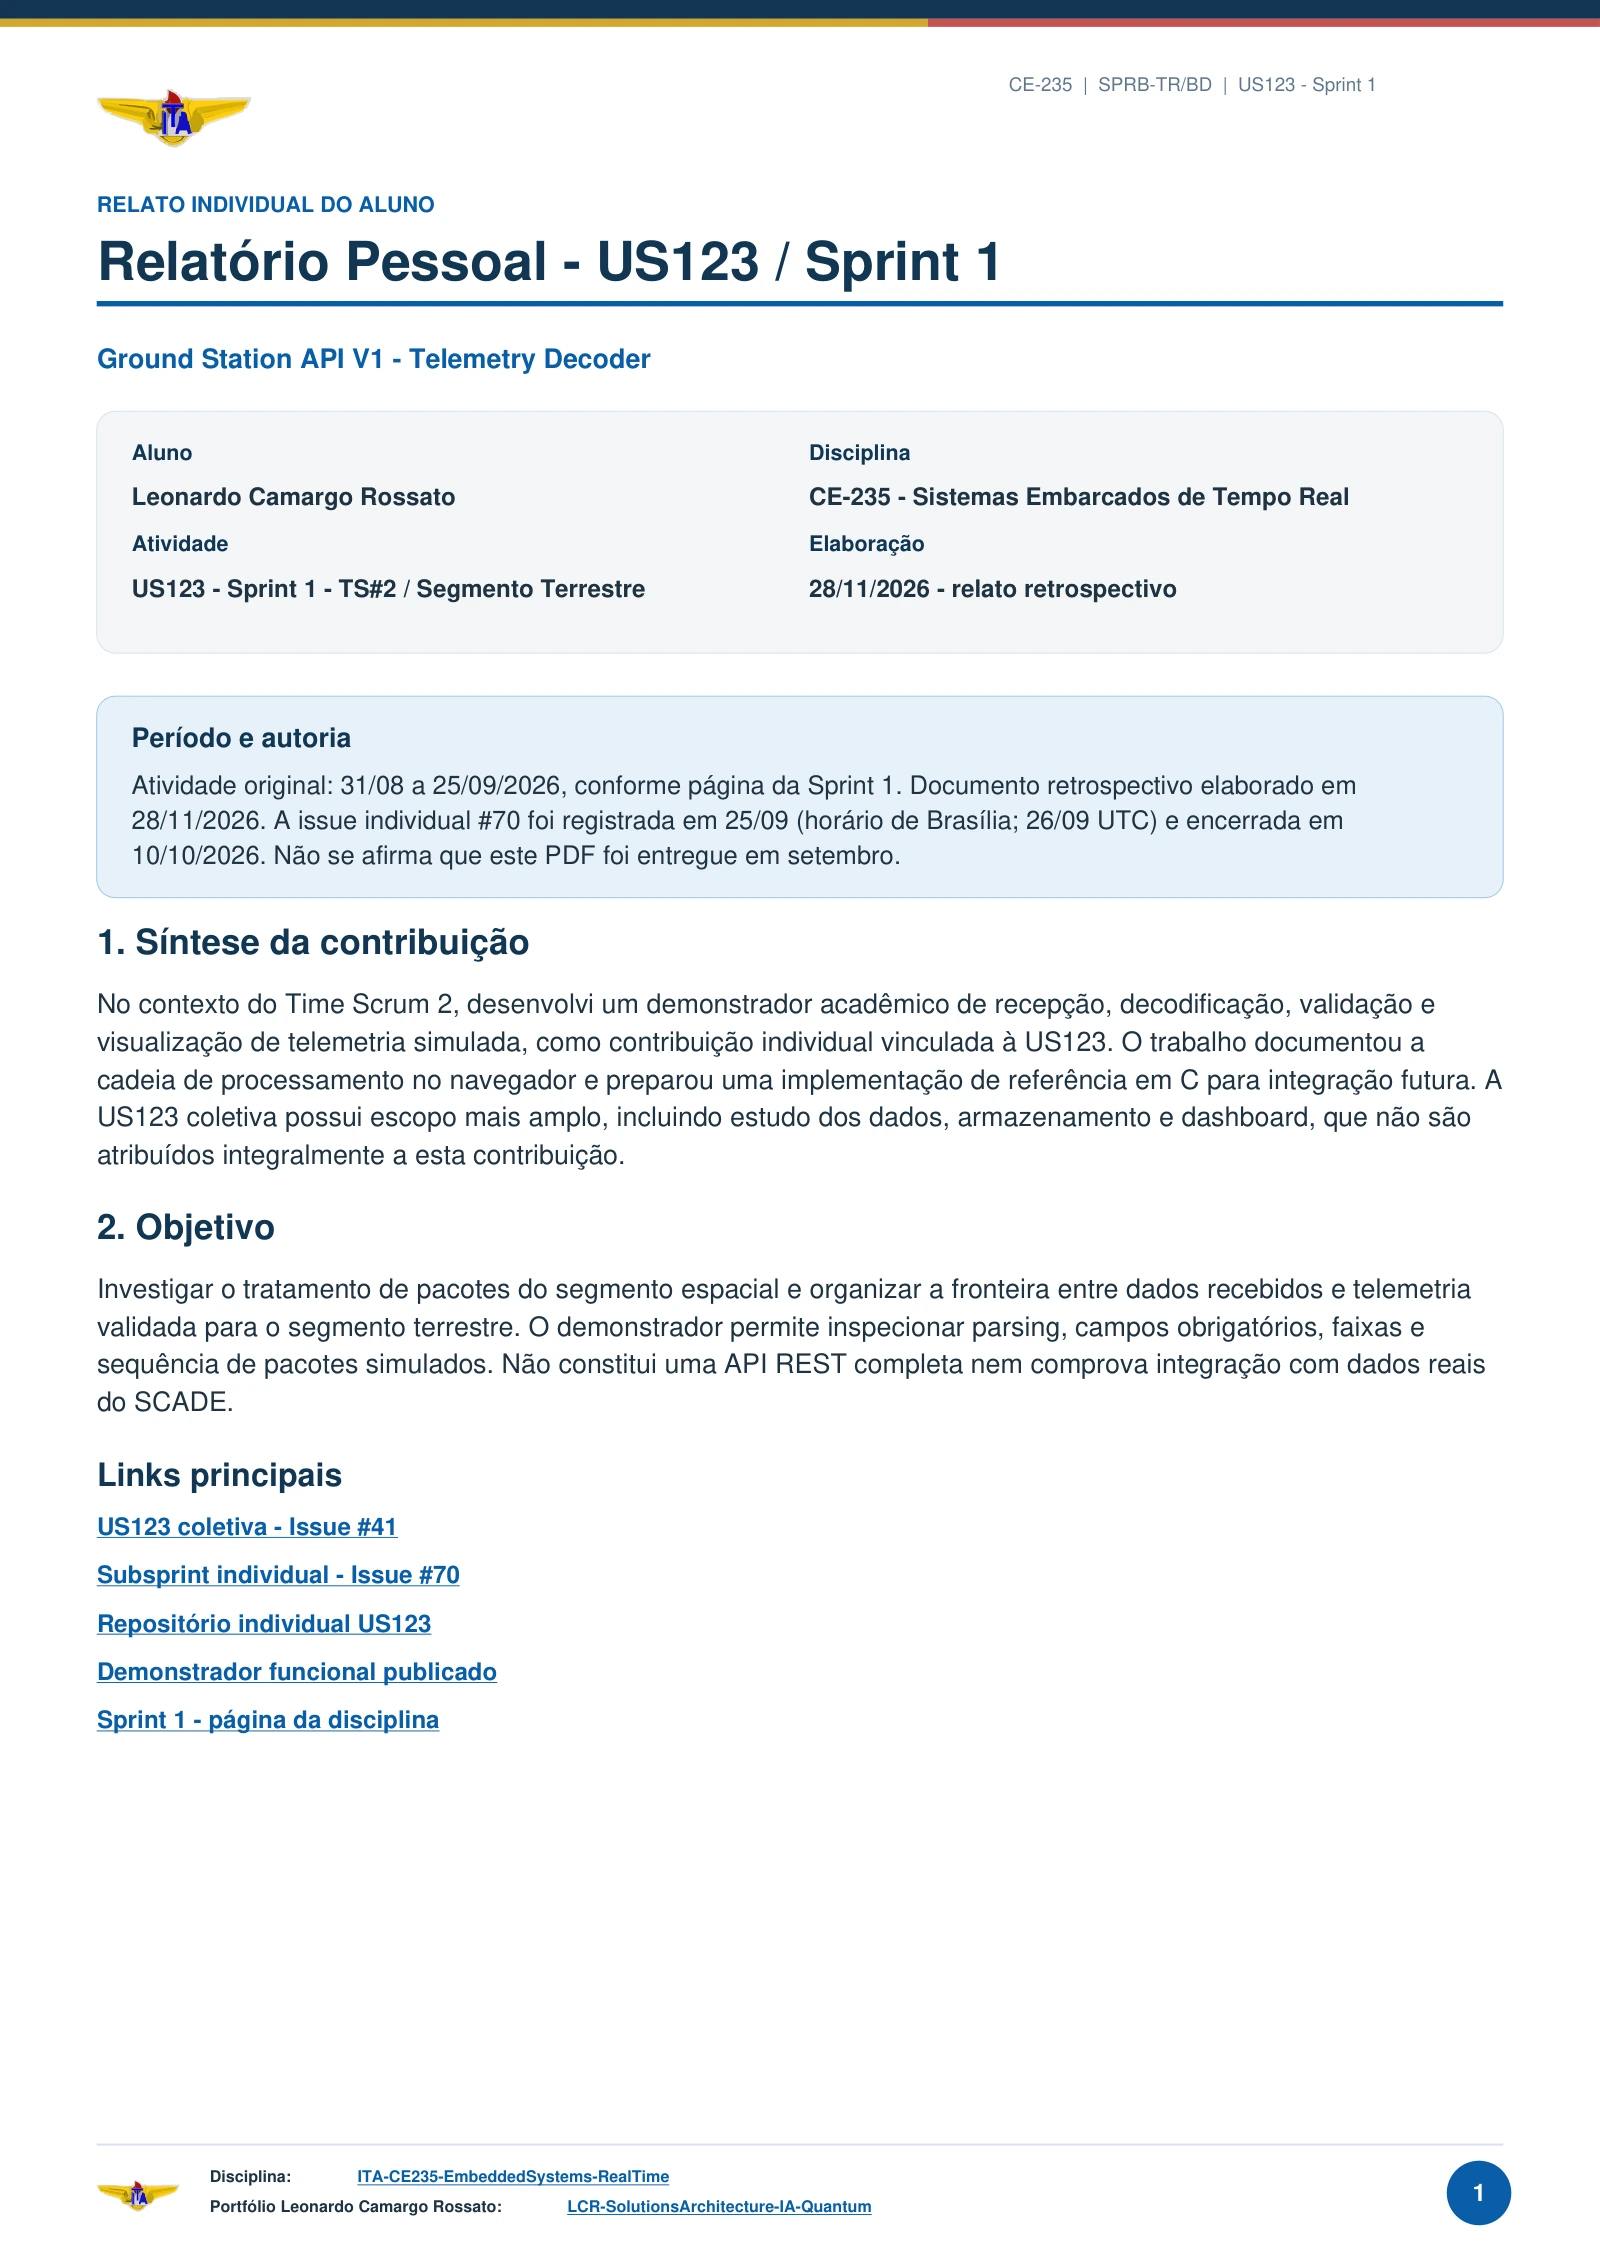 CE-235 | SPRB-TR/BD | US123 - Sprint 1
ITA
RELATO INDIVIDUAL DO ALUNO
Relatório Pessoal - US123 / Sprint 1
Ground Station API V1 - Telemetry Decoder
Aluno
Leonardo Camargo Rossato
Atividade
US123 - Sprint 1 - TS#2 / Segmento Terrestre
Disciplina
CE-235 - Sistemas Embarcados de Tempo Real
Elaboração
28/11/2026 - relato retrospectivo
Período e autoria
Atividade original: 31/08 a 25/09/2026, conforme página da Sprint 1. Documento retrospectivo elaborado em
28/11/2026. A issue individual #70 foi registrada em 25/09 (horário de Brasília; 26/09 UTC) e encerrada em
10/10/2026. Não se afirma que este PDF foi entregue em setembro.
1. Síntese da contribuição
No contexto do Time Scrum 2, desenvolvi um demonstrador acadêmico de recepção, decodificação, validação e
visualização de telemetria simulada, como contribuição individual vinculada à US123. O trabalho documentou a
cadeia de processamento no navegador e preparou uma implementação de referência em C para integração futura. A
US123 coletiva possui escopo mais amplo, incluindo estudo dos dados, armazenamento e dashboard, que não são
atribuídos integralmente a esta contribuição.
2. Objetivo
Investigar o tratamento de pacotes do segmento espacial e organizar a fronteira entre dados recebidos e telemetria
validada para o segmento terrestre. O demonstrador permite inspecionar parsing, campos obrigatórios, faixas e
sequência de pacotes simulados. Não constitui uma API REST completa nem comprova integração com dados reais
do SCADE.
Links principais
US123 coletiva - Issue #41
Subsprint individual - Issue #70
Repositório individual US123
Demonstrador funcional publicado
Sprint 1 - página da disciplina
ITA
Disciplina: ITA-CE235-EmbeddedSystems-RealTime
Portfólio Leonardo Camargo Rossato: LCR-SolutionsArchitecture-IA-Quantum
1